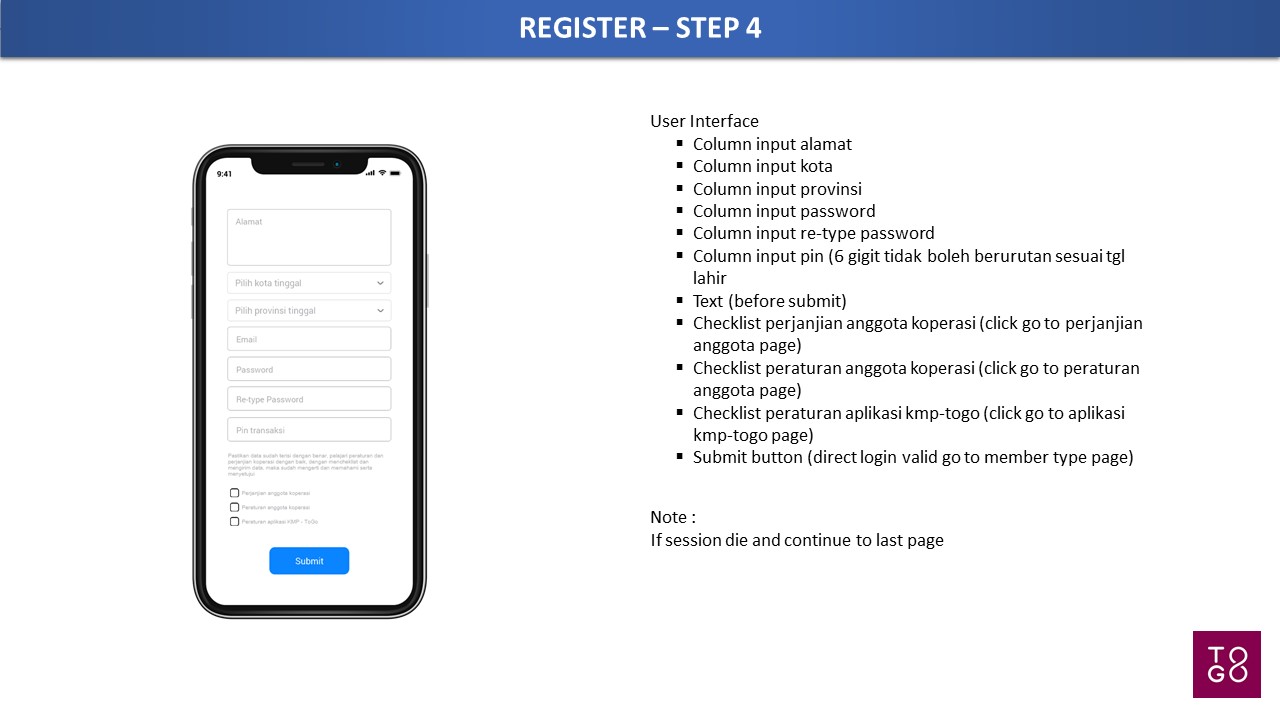 REGISTER – STEP 4
9:41
Alamat
Pilih kota tinggal
Pilih provinsi tinggal
Email
Password
Re-type Password
Pin transaksi
Pastikan data sudah terisi dengan benar, pelajari peraturan dan
perjanjian koperasi dengan baik, dengan menchecklist dan
mengirim data, maka sudah mengerti dan memahami serta
menyetujui
Perjanjian anggota koperasi
Peraturan anggota koperasi
Peraturan aplikasi KMP - ToGo
Submit
User Interface
▪ Column input alamat
▪ Column input kota
▪ Column input provinsi
▪ Column input password
▪ Column input re-type password
▪ Column input pin (6 gigit tidak boleh berurutan sesuai tgl
lahir
▪ Text (before submit)
▪ Checklist perjanjian anggota koperasi (click go to perjanjian
anggota page)
▪ Checklist peraturan anggota koperasi (click go to peraturan
anggota page)
▪ Checklist peraturan aplikasi kmp-togo (click go to aplikasi
kmp-togo page)
▪ Submit button (direct login valid go to member type page)
Note :
If session die and continue to last page
TO
GO